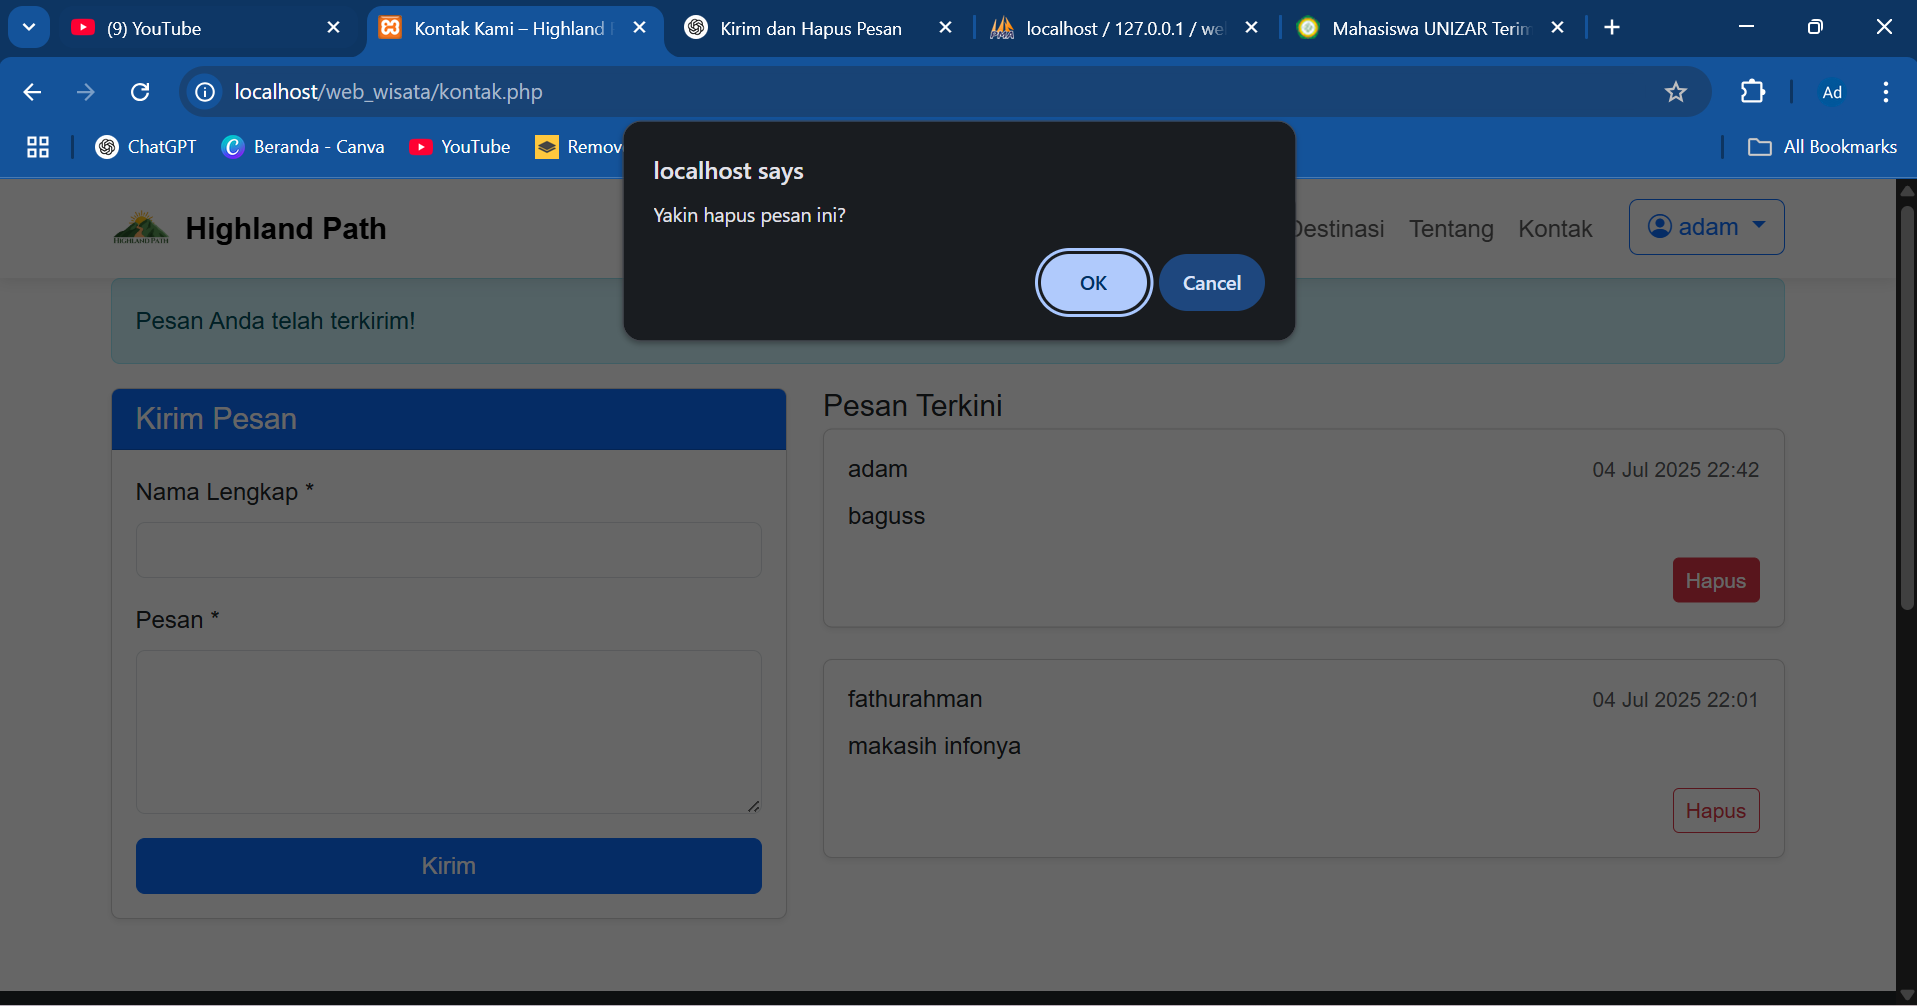 (9) YouTube
Kontak Kami – Highland
Kirim dan Hapus Pesan
localhost / 127.0.0.1 / we
Mahasiswa UNIZAR Terim
localhost/web_wisata/kontak.php
Ad
ChatGPT
Beranda - Canva
YouTube
Remov
All Bookmarks
localhost says
Yakin hapus pesan ini?
OK
Cancel
HIGHLAND PATH
Highland Path
Destinasi
Tentang
Kontak
adam
Pesan Anda telah terkirim!
Kirim Pesan
Nama Lengkap *
Pesan *
Kirim
Pesan Terkini
adam
04 Jul 2025 22:42
baguss
Hapus
fathurahman
04 Jul 2025 22:01
makasih infonya
Hapus